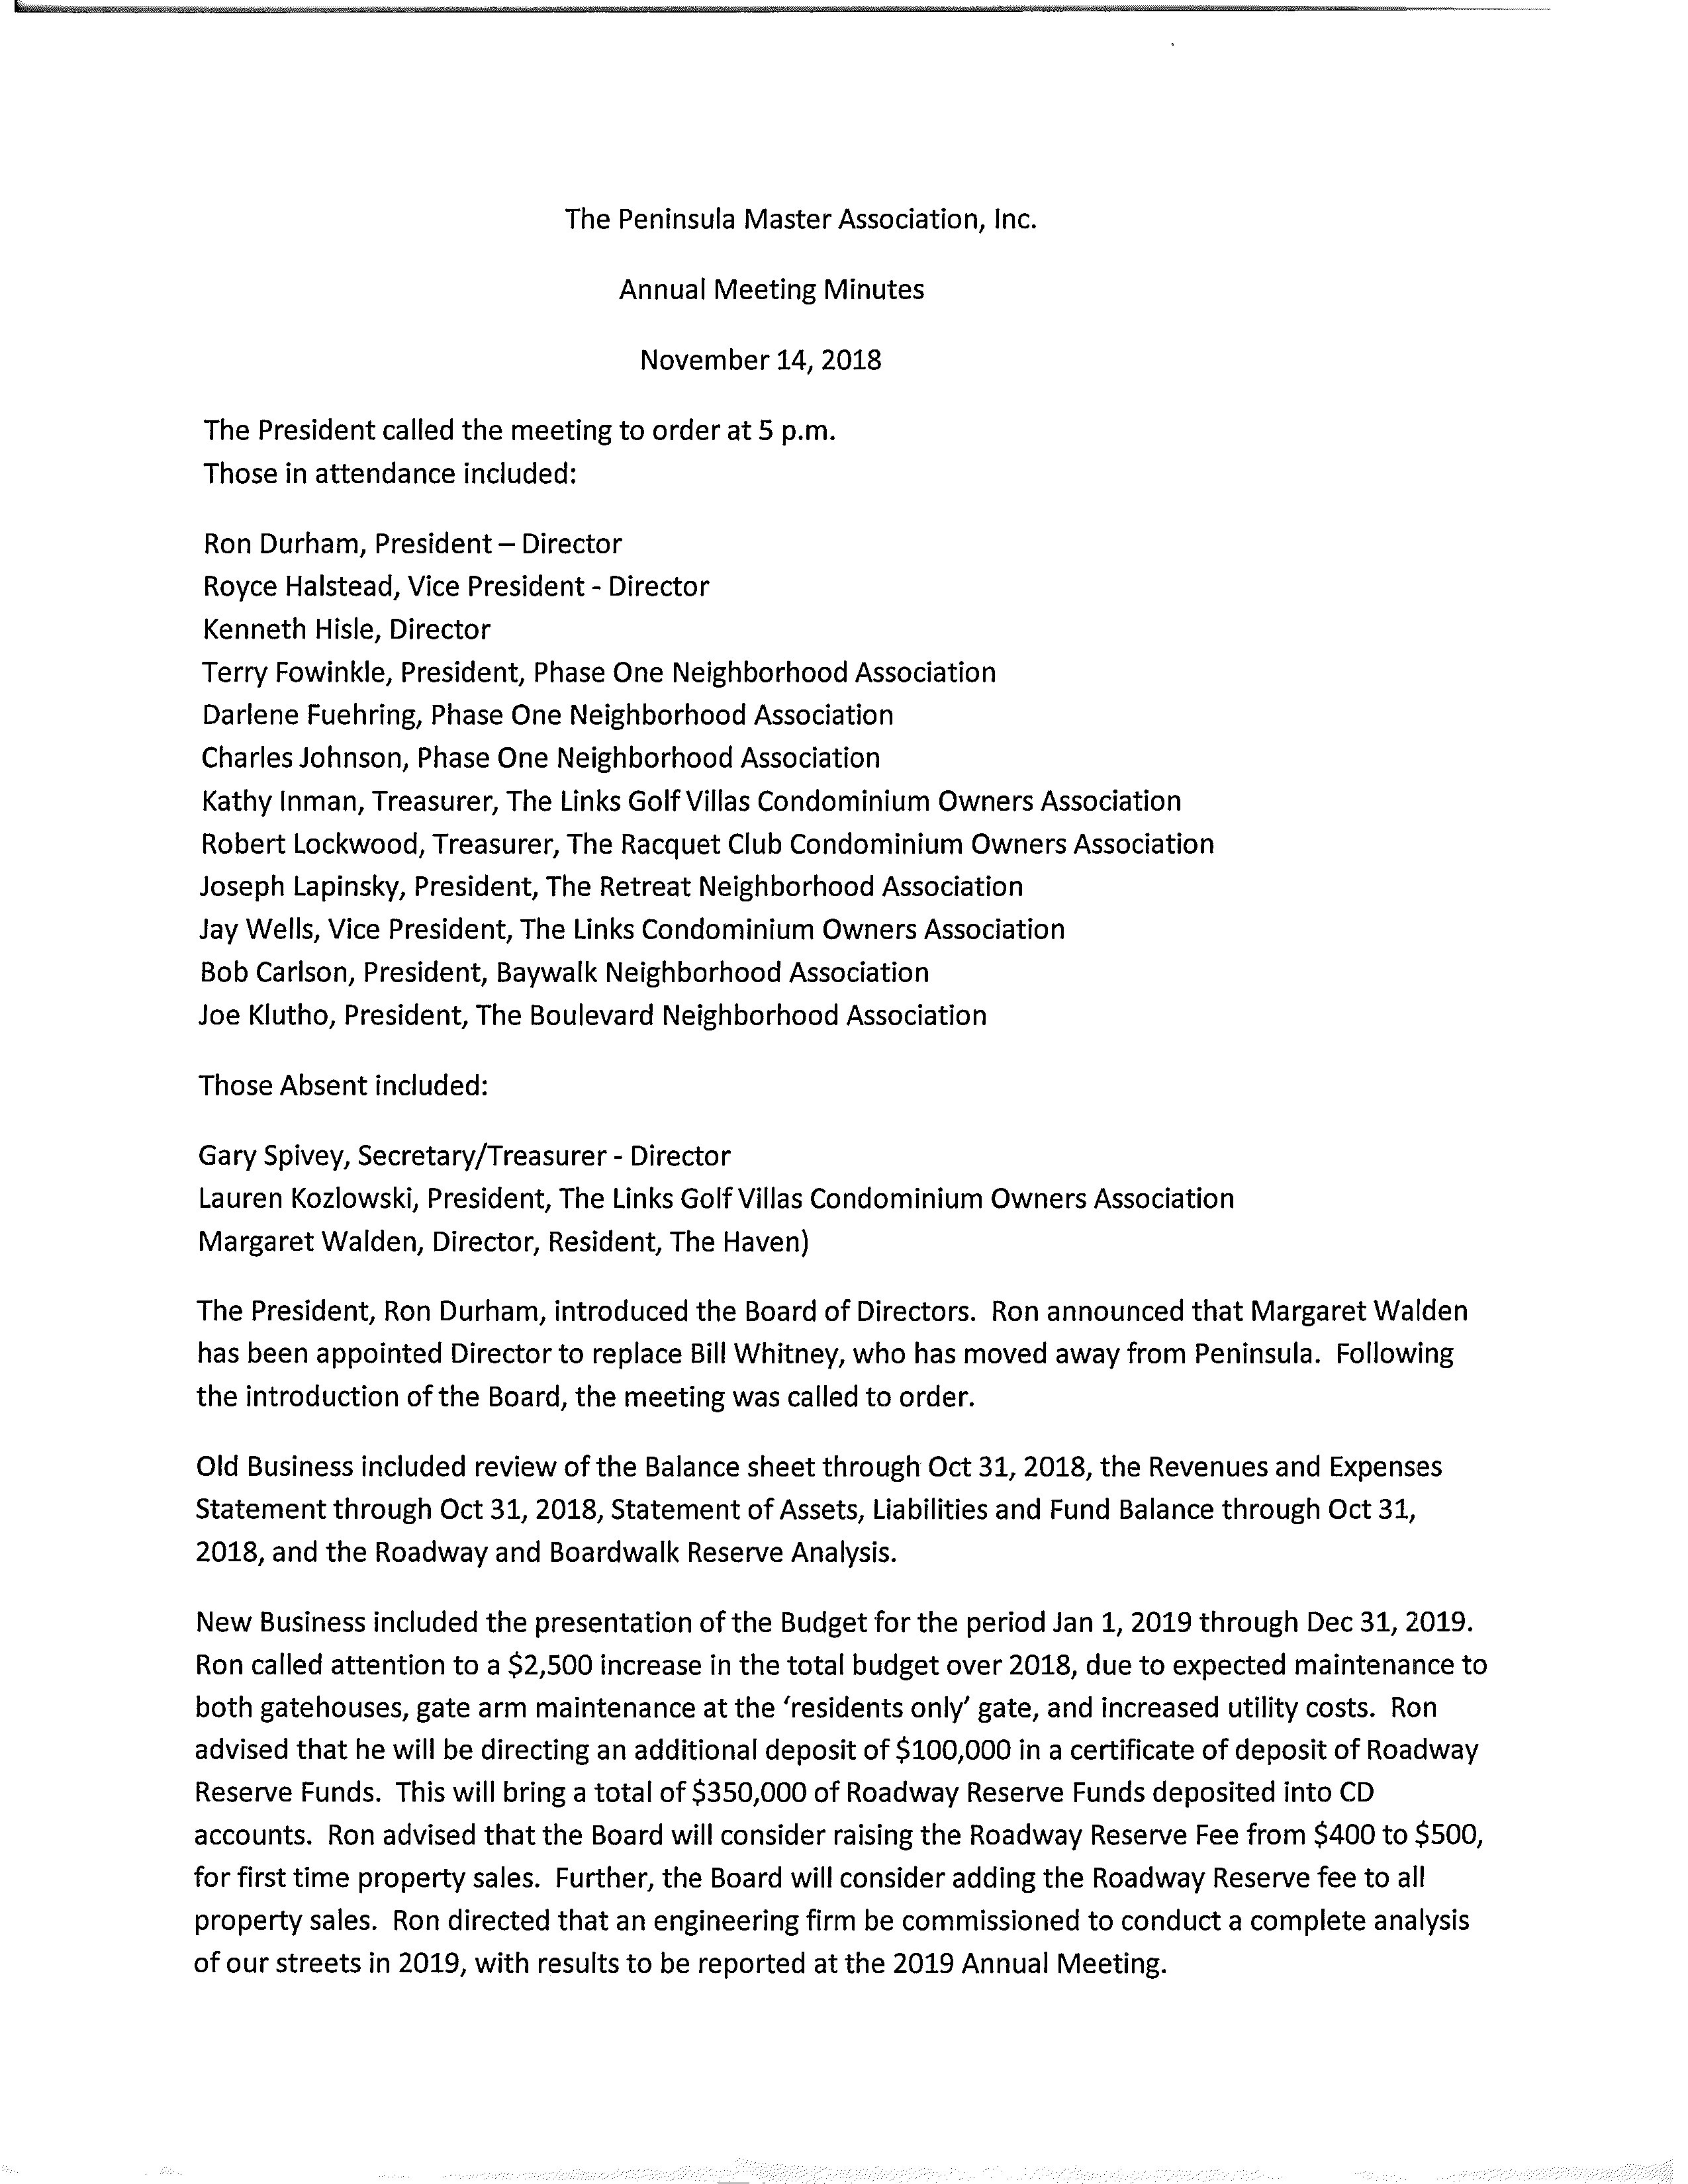 The Peninsula Master Association, Inc.
Annual Meeting Minutes
November 14, 2018
The President called the meeting to order at 5 p.m.
Those in attendance included:
Ron Durham, President – Director
Royce Halstead, Vice President - Director
Kenneth Hisle, Director
Terry Fowinkle, President, Phase One Neighborhood Association
Darlene Fuehring, Phase One Neighborhood Association
Charles Johnson, Phase One Neighborhood Association
Kathy Inman, Treasurer, The Links Golf Villas Condominium Owners Association
Robert Lockwood, Treasurer, The Racquet Club Condominium Owners Association
Joseph Lapinsky, President, The Retreat Neighborhood Association
Jay Wells, Vice President, The Links Condominium Owners Association
Bob Carlson, President, Baywalk Neighborhood Association
Joe Klutho, President, The Boulevard Neighborhood Association
Those Absent included:
Gary Spivey, Secretary/Treasurer - Director
Lauren Kozlowski, President, The Links Golf Villas Condominium Owners Association
Margaret Walden, Director, Resident, The Haven)
The President, Ron Durham, introduced the Board of Directors. Ron announced that Margaret Walden
has been appointed Director to replace Bill Whitney, who has moved away from Peninsula. Following
the introduction of the Board, the meeting was called to order.
Old Business included review of the Balance sheet through Oct 31, 2018, the Revenues and Expenses
Statement through Oct 31, 2018, Statement of Assets, Liabilities and Fund Balance through Oct 31,
2018, and the Roadway and Boardwalk Reserve Analysis.
New Business included the presentation of the Budget for the period Jan 1, 2019 through Dec 31, 2019.
Ron called attention to a $2,500 increase in the total budget over 2018, due to expected maintenance to
both gatehouses, gate arm maintenance at the ‘residents only’ gate, and increased utility costs. Ron
advised that he will be directing an additional deposit of $100,000 in a certificate of deposit of Roadway
Reserve Funds. This will bring a total of $350,000 of Roadway Reserve Funds deposited into CD
accounts. Ron advised that the Board will consider raising the Roadway Reserve Fee from $400 to $500,
for first time property sales. Further, the Board will consider adding the Roadway Reserve fee to all
property sales. Ron directed that an engineering firm be commissioned to conduct a complete analysis
of our streets in 2019, with results to be reported at the 2019 Annual Meeting.